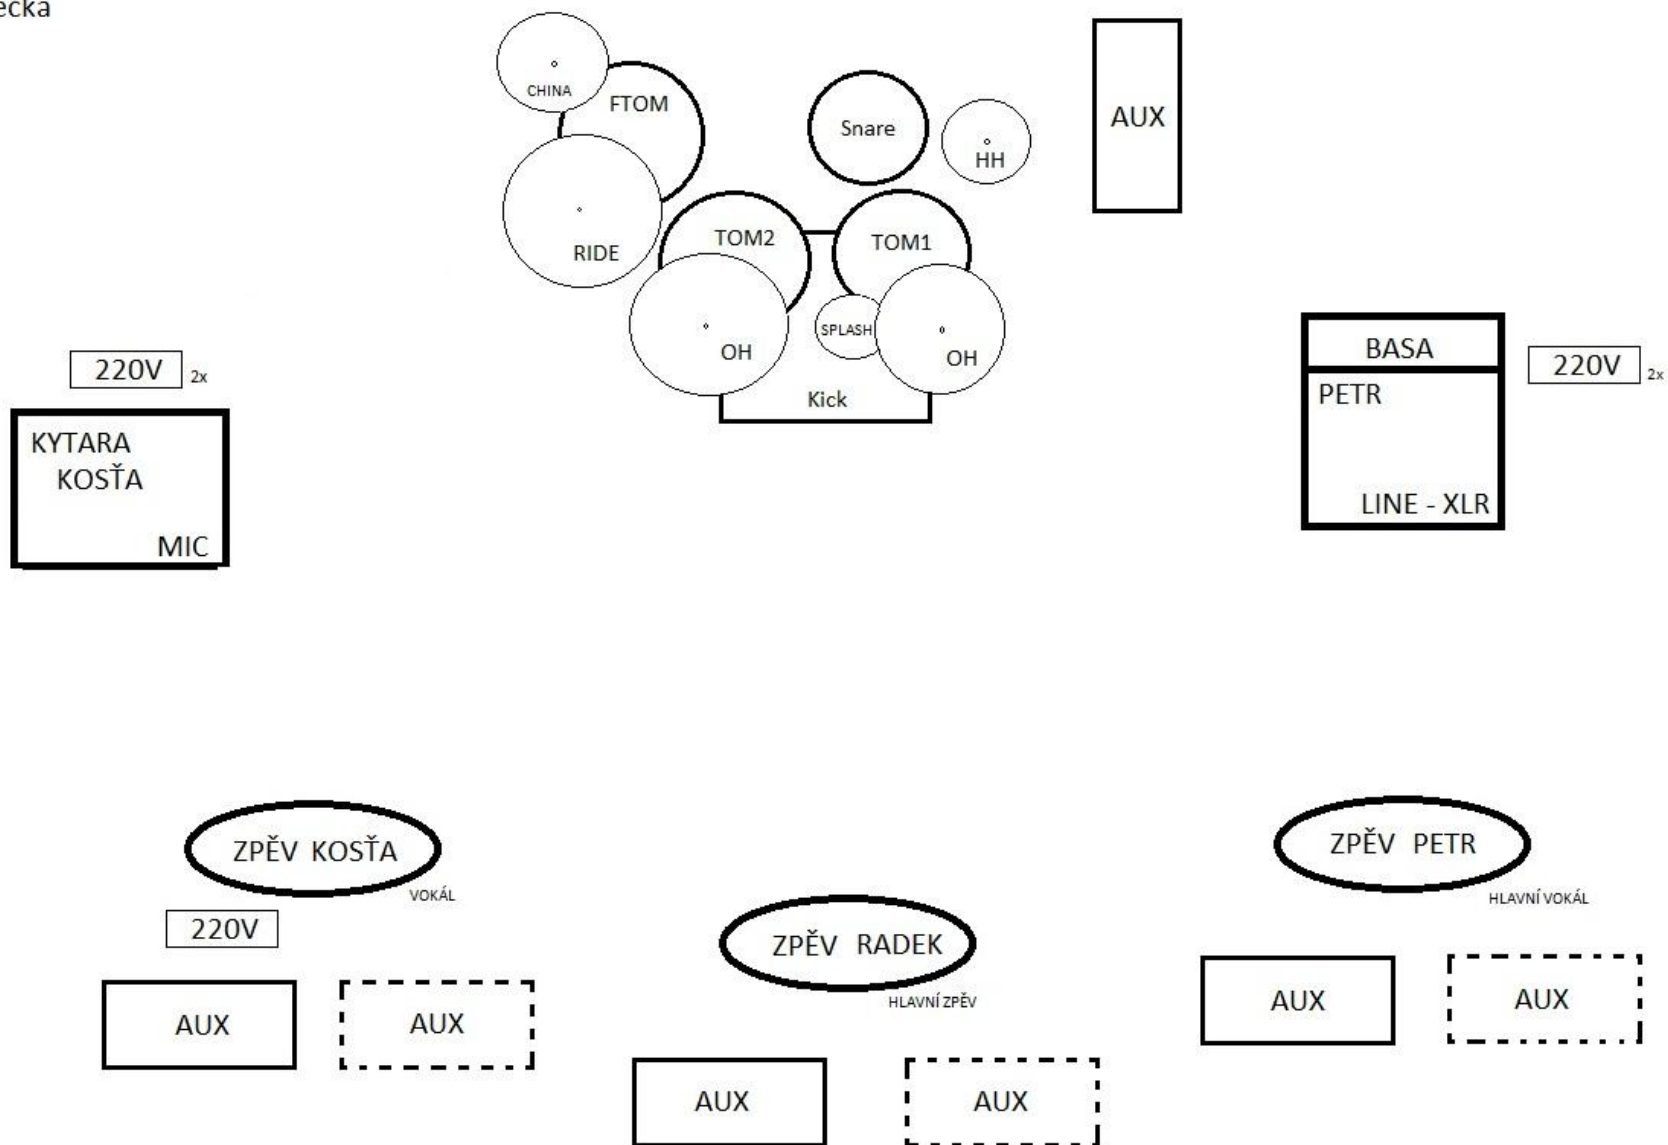 CHINA
FTOM
AUX
Snare
HH
TOM2
TOM1
RIDE
SPLASH
OH
OH
Kick
220V 2x
BASA
220V 2x
PETR
LINE - XLR
KYTARA
KOSŤA
MIC
ZPĚV KOSŤA
VOKÁL
220V
ZPĚV RADEK
HLAVNÍ ZPĚV
ZPĚV PETR
HLAVNÍ VOKÁL
AUX
AUX
AUX
AUX
AUX
AUX